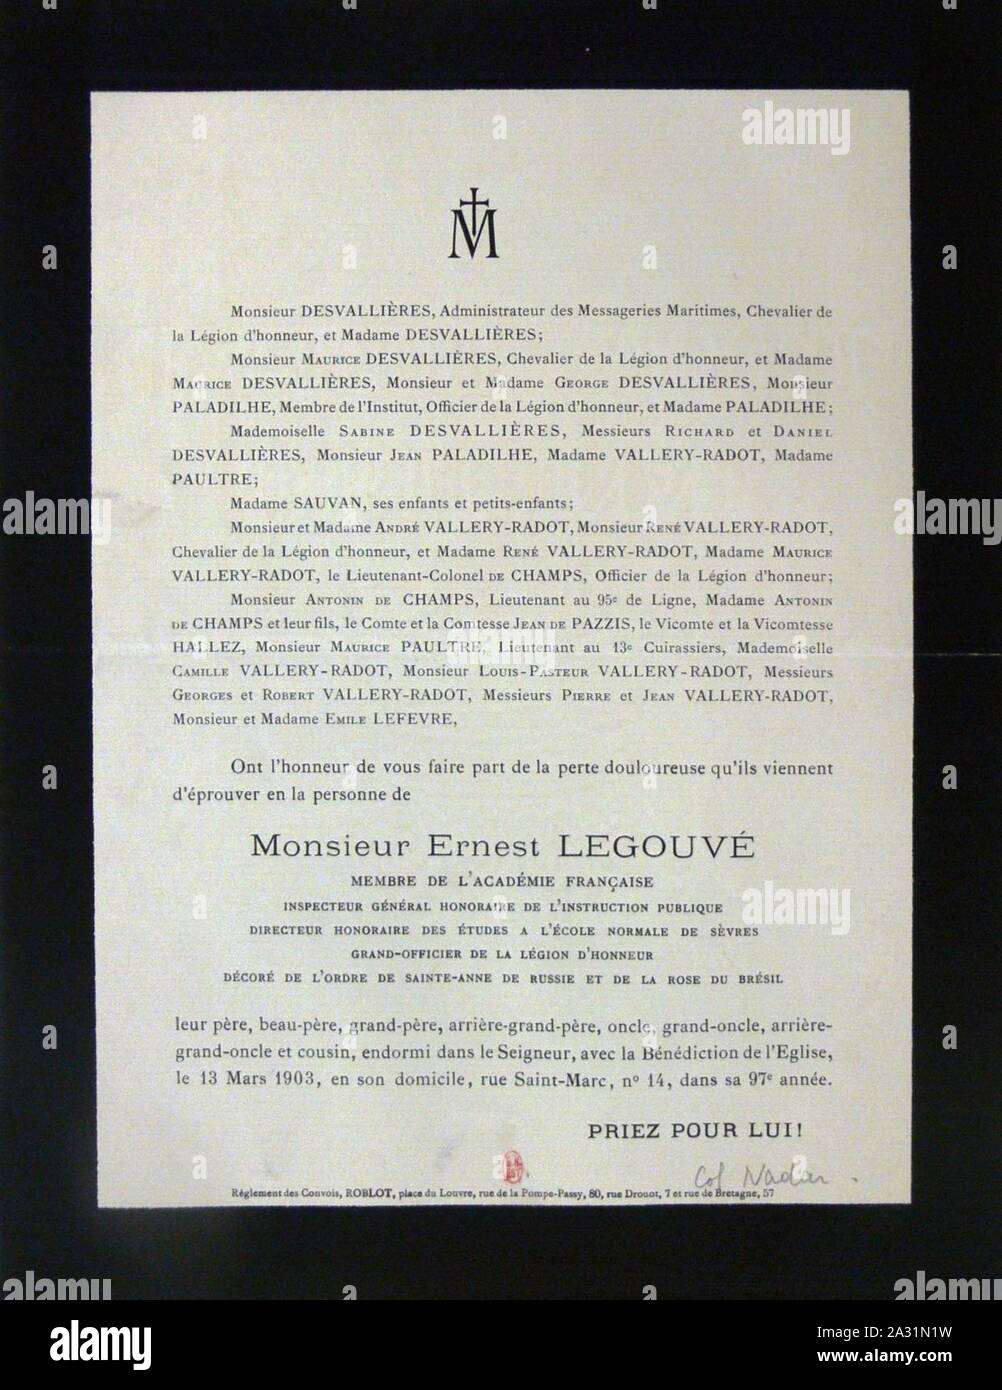 M
Monsieur DESVALLIÈRES, Administrateur des Messageries Maritimes, Chevalier de
la Légion d'honneur, et Madame DESVALLIÈRES;
Monsieur MAURICE DESVALLIÈRES, Chevalier de la Légion d'honneur, et Madame
MAURICE DESVALLIÈRES, Monsieur et Madame GEORGE DESVALLIÈRES, Monsieur
PALADILHE, Membre de l'Institut, Officier de la Légion d'honneur, et Madame PALADILHE;
Mademoiselle SABINE DESVALLIÈRES, Messieurs RICHARD et DANIEL
DESVALLIÈRES, Monsieur JEAN PALADILHE, Madame VALLERY-RADOT, Madame
PAULTRE;
Madame SAUVAN, ses enfants et petits-enfants;
Monsieur et Madame ANDRÉ VALLERY-RADOT, Monsieur RENÉ VALLERY-RADOT,
Chevalier de la Légion d'honneur, et Madame RENÉ VALLERY-RADOT, Madame MAURICE
VALLERY-RADOT, le Lieutenant-Colonel DE CHAMPS, Officier de la Légion d'honneur;
Monsieur ANTONIN DE CHAMPS, Lieutenant au 95e de Ligne, Madame ANTONIN
DE CHAMPS et leur fils, le Comte et la Comtesse JEAN DE PAZZIS, le Vicomte et la Vicomtesse
HALLEZ, Monsieur MAURICE PAULTRE, Lieutenant au 13e Cuirassiers, Mademoiselle
CAMILLE VALLERY-RADOT, Monsieur LOUIS-PASTEUR VALLERY-RADOT, Messieurs
GEORGES et ROBERT VALLERY-RADOT, Messieurs PIERRE et JEAN VALLERY-RADOT,
Monsieur et Madame EMILE LEFEVRE,
Ont l'honneur de vous faire part de la perte douloureuse qu'ils viennent
d'éprouver en la personne de
Monsieur Ernest LEGOUVÉ
MEMBRE DE L'ACADÉMIE FRANÇAISE
INSPECTEUR GÉNÉRAL HONORAIRE DE L'INSTRUCTION PUBLIQUE
DIRECTEUR HONORAIRE DES ÉTUDES A L'ÉCOLE NORMALE DE SÈVRES
GRAND-OFFICIER DE LA LÉGION D'HONNEUR
DÉCORÉ DE L'ORDRE DE SAINTE-ANNE DE RUSSIE ET DE LA ROSE DU BRÉSIL
leur père, beau-père, grand-père, arrière-grand-père, oncle, grand-oncle, arrière-
grand-oncle et cousin, endormi dans le Seigneur, avec la Bénédiction de l'Eglise,
le 13 Mars 1903, en son domicile, rue Saint-Marc, nº 14, dans sa 97e année.
PRIEZ POUR LUI!
Col Nadar.
Règlement des Convois, ROBLOT, place du Louvre, rue de la Pompe-Passy, 80, rue Drouot, 7 et rue de Bretagne, 57
alamy
Image ID: 2A31N1W
www.alamy.com